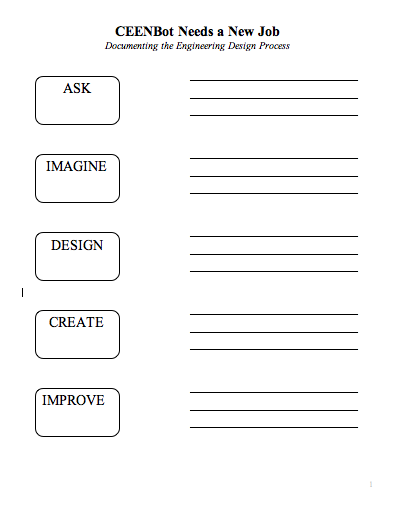 CEENBot Needs a New Job
Documenting the Engineering Design Process
ASK
IMAGINE
DESIGN
CREATE
IMPROVE
1